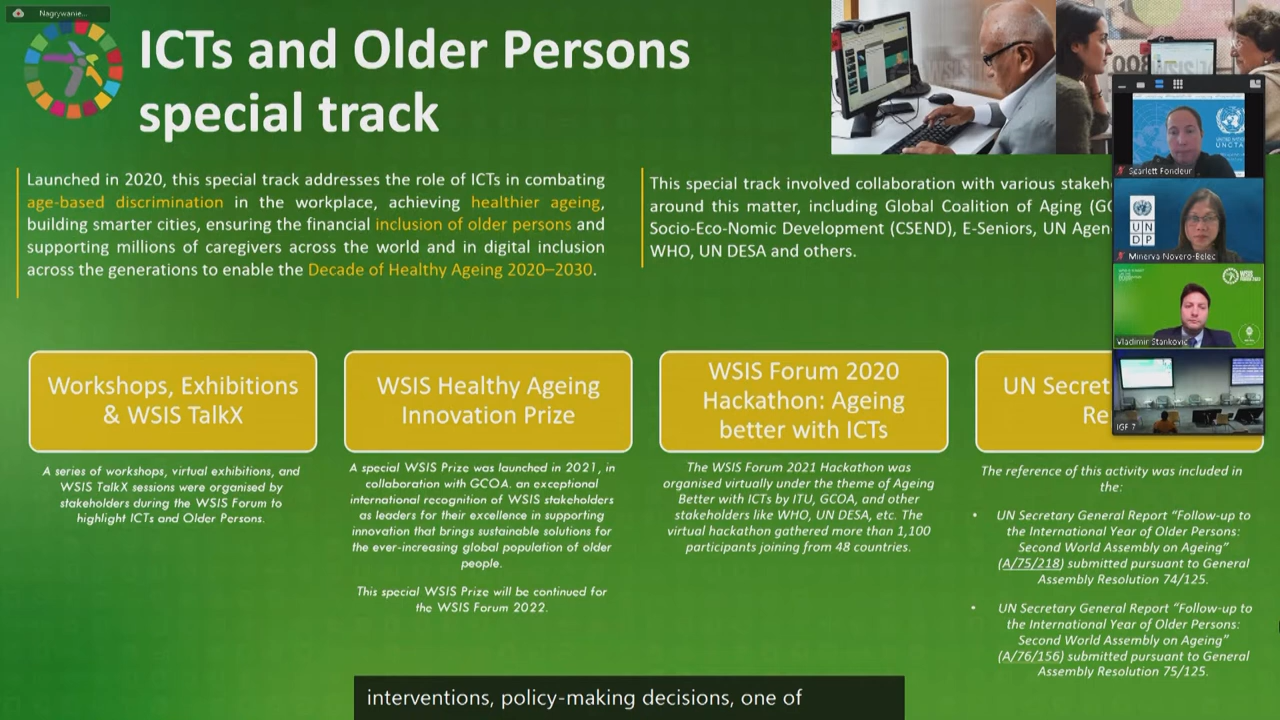 Nagrywanie...
ICTs and Older Persons
special track
Launched in 2020, this special track addresses the role of ICTs in combating
age-based discrimination in the workplace, achieving healthier ageing,
building smarter cities, ensuring the financial inclusion of older persons and
supporting millions of caregivers across the world and in digital inclusion
across the generations to enable the Decade of Healthy Ageing 2020–2030.
This special track involved collaboration with various stakeh
around this matter, including Global Coalition of Aging (GC
Socio-Eco-Nomic Development (CSEND), E-Seniors, UN Agen
WHO, UN DESA and others.
Scarlett Fondeur
UN
DP
Minerva Novero-Belec
Vladimir Stankovic
IGF 7
Workshops, Exhibitions
& WSIS TalkX
A series of workshops, virtual exhibitions, and
WSIS TalkX sessions were organised by
stakeholders during the WSIS Forum to
highlight ICTs and Older Persons.
WSIS Healthy Ageing
Innovation Prize
A special WSIS Prize was launched in 2021, in
collaboration with GCOA, an exceptional
international recognition of WSIS stakeholders
as leaders for their excellence in supporting
innovation that brings sustainable solutions for
the ever-increasing global population of older
people.
This special WSIS Prize will be continued for
the WSIS Forum 2022.
WSIS Forum 2020
Hackathon: Ageing
better with ICTs
The WSIS Forum 2021 Hackathon was
organised virtually under the theme of Ageing
Better with ICTs by ITU, GCOA, and other
stakeholders like WHO, UN DESA, etc. The
virtual hackathon gathered more than 1,100
participants joining from 48 countries.
UN Secret
Re
The reference of this activity was included in
the:
• UN Secretary General Report “Follow-up to
the International Year of Older Persons:
Second World Assembly on Ageing”
(A/75/218) submitted pursuant to General
Assembly Resolution 74/125.
• UN Secretary General Report “Follow-up to
the International Year of Older Persons:
Second World Assembly on Ageing”
(A/76/156) submitted pursuant to General
Assembly Resolution 75/125.
interventions, policy-making decisions, one of